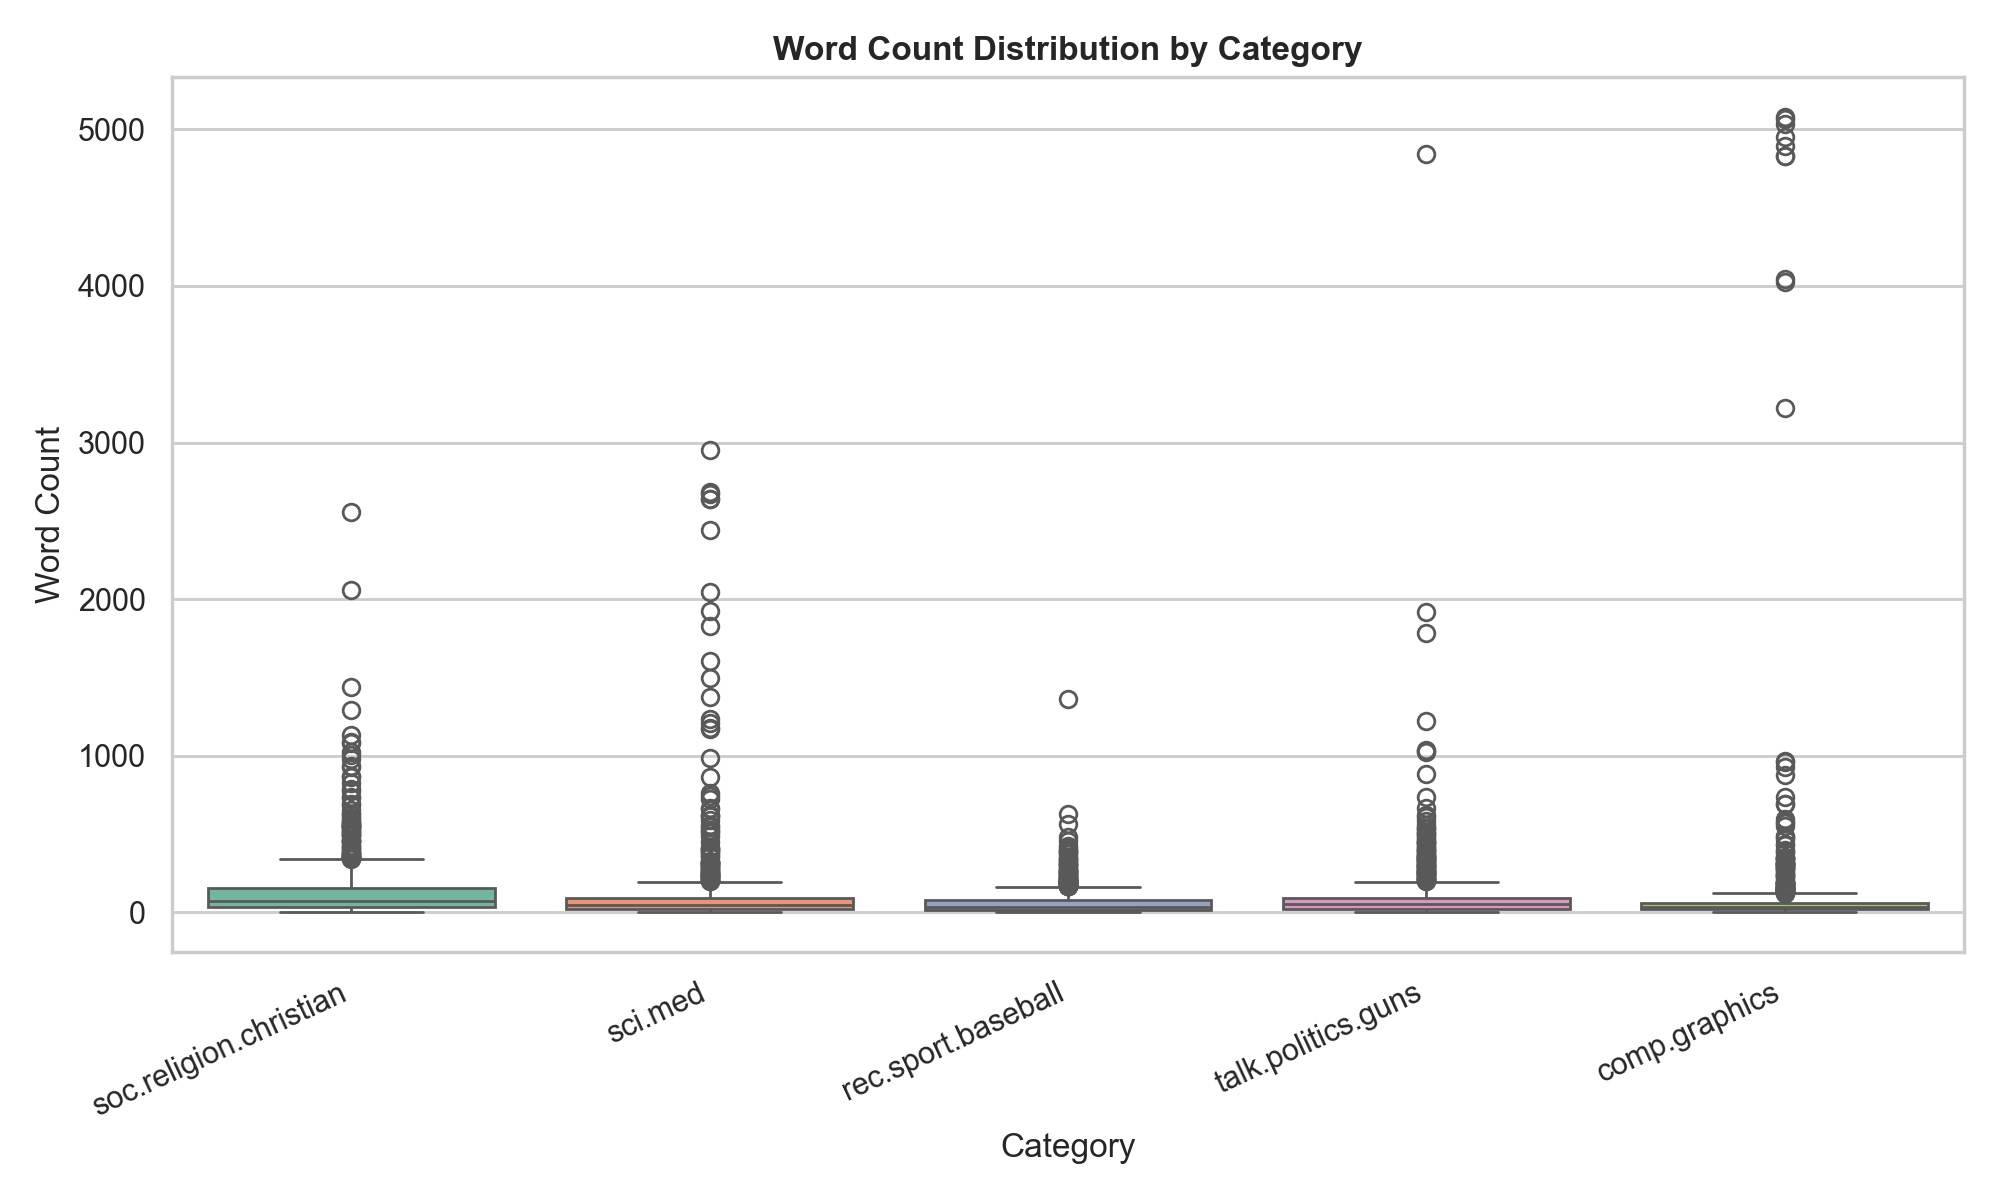 Word Count Distribution by Category
5000
4000
3000
2000
1000
0
Word Count
soc.religion.christian
sci.med
rec.sport.baseball
talk.politics.guns
comp.graphics
Category